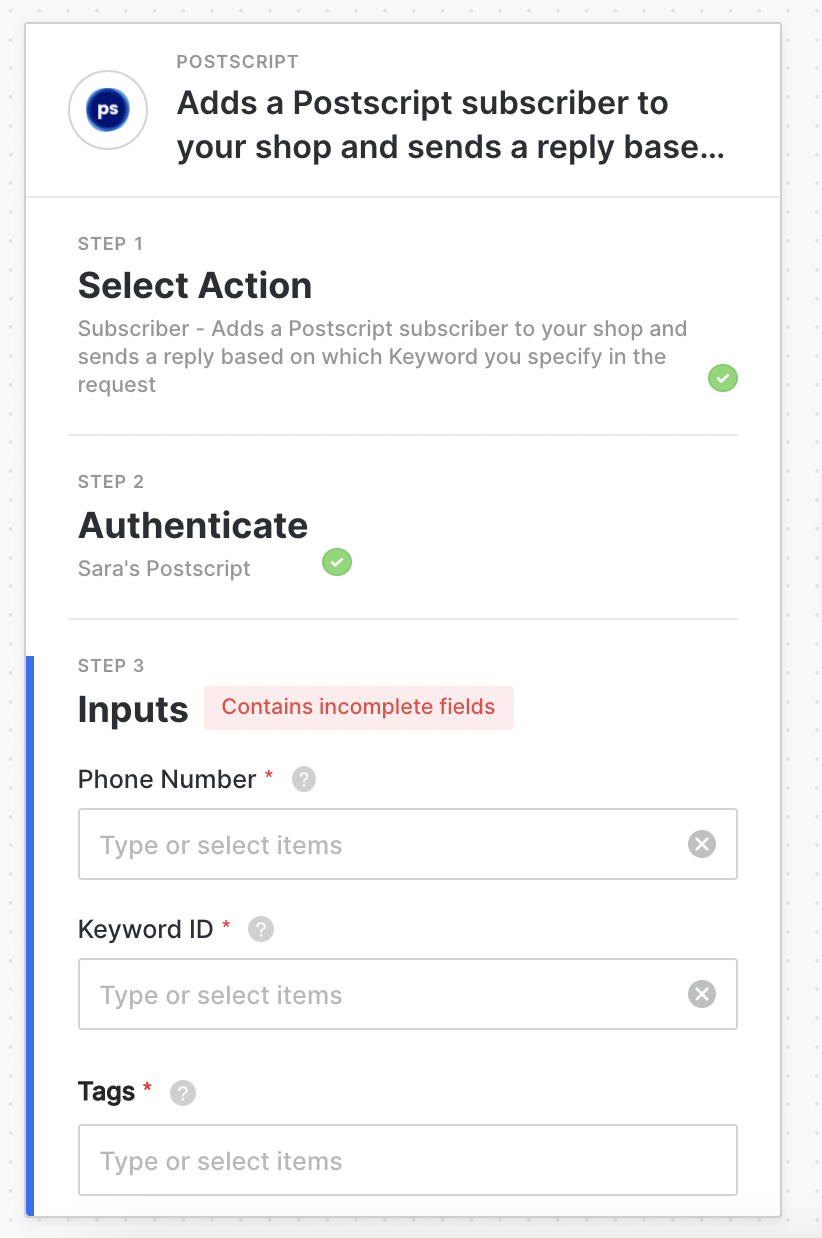 POSTSCRIPT
ps
Adds a Postscript subscriber to
your shop and sends a reply base...
STEP 1
Select Action
Subscriber - Adds a Postscript subscriber to your shop and
sends a reply based on which Keyword you specify in the
request
STEP 2
Authenticate
Sara's Postscript
STEP 3
Inputs Contains incomplete fields
Phone Number * ?
Type or select items
Keyword ID * ?
Type or select items
Tags * ?
Type or select items